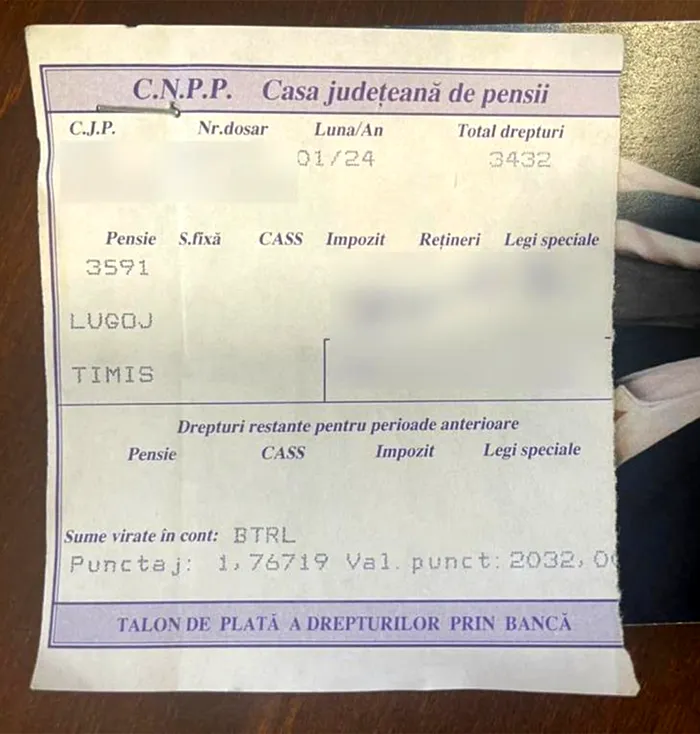 C.N.P.P. Casa județeană de pensii
C.J.P. Nr.dosar Luna/An Total drepturi
01/24 3432
Pensie S.fixă CASS Impozit Rețineri Legi speciale
3591
LUGOJ
TIMIS
Drepturi restante pentru perioade anterioare
Pensie CASS Impozit Legi speciale
Sume virate în cont: BTRL
Punctaj: 1,76719 Val. punct: 2032,0
TALON DE PLATĂ A DREPTURILOR PRIN BANCĂ